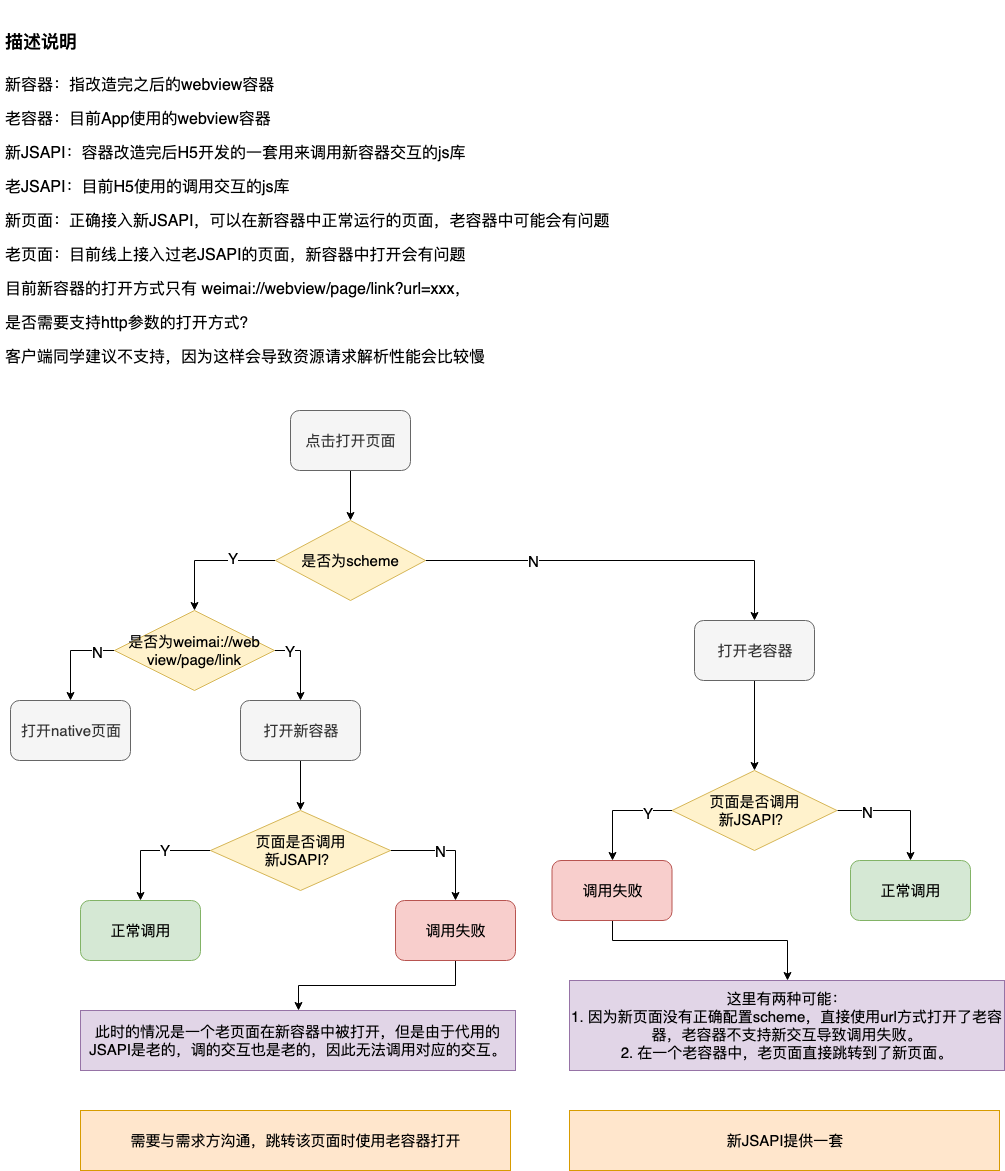 描述说明
新容器：指改造完之后的webview容器
老容器：目前App使用的webview容器
新JSAPI：容器改造完后H5开发的一套用来调用新容器交互的js库
老JSAPI：目前H5使用的调用交互的js库
新页面：正确接入新JSAPI，可以在新容器中正常运行的页面，老容器中可能会有问题
老页面：目前线上接入过老JSAPI的页面，新容器中打开会有问题
目前新容器的打开方式只有 weimai://webview/page/link?url=xxx，
是否需要支持http参数的打开方式?
客户端同学建议不支持，因为这样会导致资源请求解析性能会比较慢
点击打开页面
是否为scheme
Y
N
是否为weimai://web
view/page/link
N
Y
打开老容器
打开native页面
打开新容器
页面是否调用
新JSAPI?
Y
N
页面是否调用
新JSAPI?
Y
N
调用失败
正常调用
正常调用
调用失败
此时的情况是一个老页面在新容器中被打开，但是由于代用的
JSAPI是老的，调的交互也是老的，因此无法调用对应的交互。
这里有两种可能：
1. 因为新页面没有正确配置scheme，直接使用url方式打开了老容
器，老容器不支持新交互导致调用失败。
2. 在一个老容器中，老页面直接跳转到了新页面。
需要与需求方沟通，跳转该页面时使用老容器打开
新JSAPI提供一套